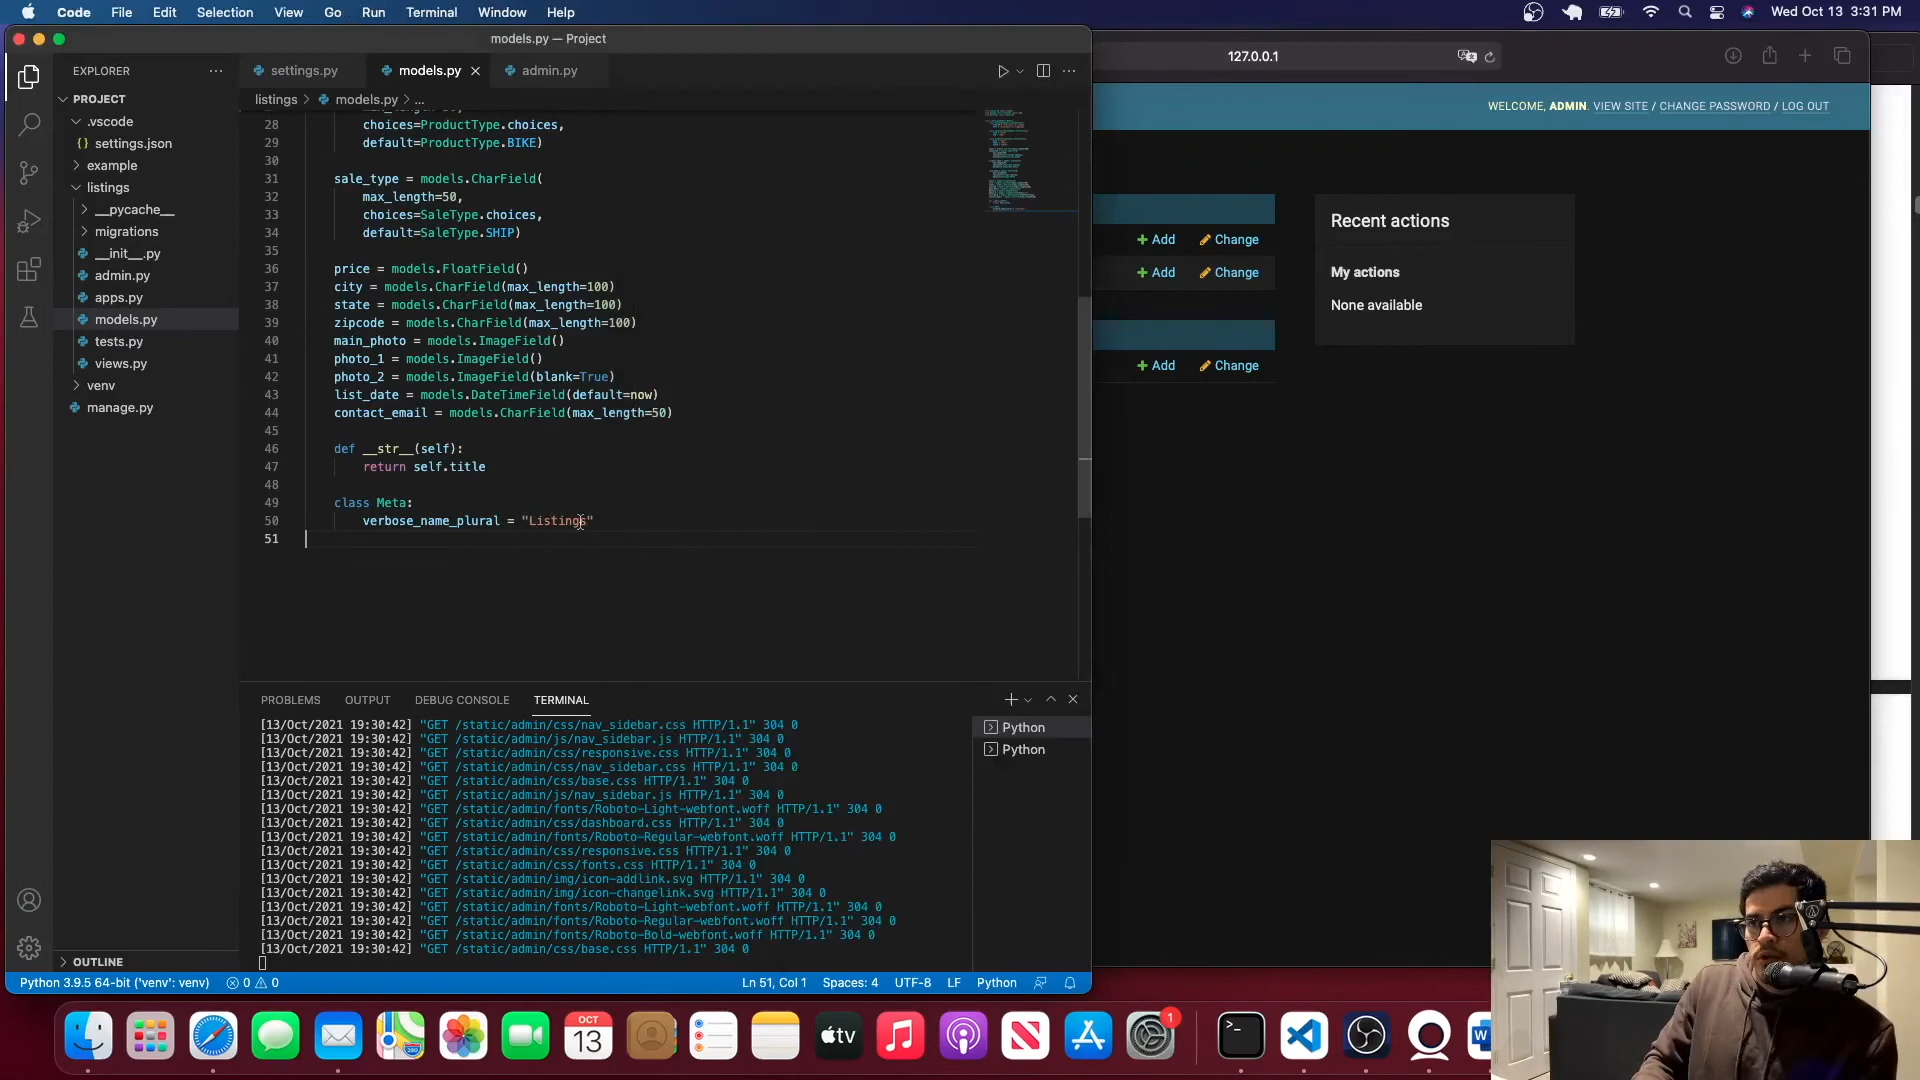 Code File Edit Selection View Go Run Terminal Window Help
Wed Oct 13 3:31 PM
models.py — Project
127.0.0.1
EXPLORER
PROJECT
.vscode
{} settings.json
example
listings
__pycache__
migrations
__init__.py
admin.py
apps.py
models.py
tests.py
views.py
venv
manage.py
OUTLINE
settings.py
models.py
admin.py
listings > models.py > ...
28 choices=ProductType.choices,
29 default=ProductType.BIKE)
30
31 sale_type = models.CharField(
32 max_length=50,
33 choices=SaleType.choices,
34 default=SaleType.SHIP)
35
36 price = models.FloatField()
37 city = models.CharField(max_length=100)
38 state = models.CharField(max_length=100)
39 zipcode = models.CharField(max_length=100)
40 main_photo = models.ImageField()
41 photo_1 = models.ImageField()
42 photo_2 = models.ImageField(blank=True)
43 list_date = models.DateTimeField(default=now)
44 contact_email = models.CharField(max_length=50)
45
46 def __str__(self):
47 return self.title
48
49 class Meta:
50 verbose_name_plural = "Listings"
51
PROBLEMS OUTPUT DEBUG CONSOLE TERMINAL
[13/Oct/2021 19:30:42] "GET /static/admin/css/nav_sidebar.css HTTP/1.1" 304 0
[13/Oct/2021 19:30:42] "GET /static/admin/js/nav_sidebar.js HTTP/1.1" 304 0
[13/Oct/2021 19:30:42] "GET /static/admin/css/responsive.css HTTP/1.1" 304 0
[13/Oct/2021 19:30:42] "GET /static/admin/css/nav_sidebar.css HTTP/1.1" 304 0
[13/Oct/2021 19:30:42] "GET /static/admin/css/base.css HTTP/1.1" 304 0
[13/Oct/2021 19:30:42] "GET /static/admin/js/nav_sidebar.js HTTP/1.1" 304 0
[13/Oct/2021 19:30:42] "GET /static/admin/fonts/Roboto-Light-webfont.woff HTTP/1.1" 304 0
[13/Oct/2021 19:30:42] "GET /static/admin/css/dashboard.css HTTP/1.1" 304 0
[13/Oct/2021 19:30:42] "GET /static/admin/fonts/Roboto-Regular-webfont.woff HTTP/1.1" 304 0
[13/Oct/2021 19:30:42] "GET /static/admin/css/responsive.css HTTP/1.1" 304 0
[13/Oct/2021 19:30:42] "GET /static/admin/css/fonts.css HTTP/1.1" 304 0
[13/Oct/2021 19:30:42] "GET /static/admin/img/icon-addlink.svg HTTP/1.1" 304 0
[13/Oct/2021 19:30:42] "GET /static/admin/img/icon-changelink.svg HTTP/1.1" 304 0
[13/Oct/2021 19:30:42] "GET /static/admin/fonts/Roboto-Light-webfont.woff HTTP/1.1" 304 0
[13/Oct/2021 19:30:42] "GET /static/admin/fonts/Roboto-Regular-webfont.woff HTTP/1.1" 304 0
[13/Oct/2021 19:30:42] "GET /static/admin/fonts/Roboto-Bold-webfont.woff HTTP/1.1" 304 0
[13/Oct/2021 19:30:42] "GET /static/admin/css/base.css HTTP/1.1" 304 0
Python
Python
Python 3.9.5 64-bit ('venv': venv) 0 0
Ln 51, Col 1 Spaces: 4 UTF-8 LF Python
WELCOME, ADMIN. VIEW SITE / CHANGE PASSWORD / LOG OUT
+ Add Change
+ Add Change
+ Add Change
Recent actions
My actions
None available
OCT
13
280
tv
1
W